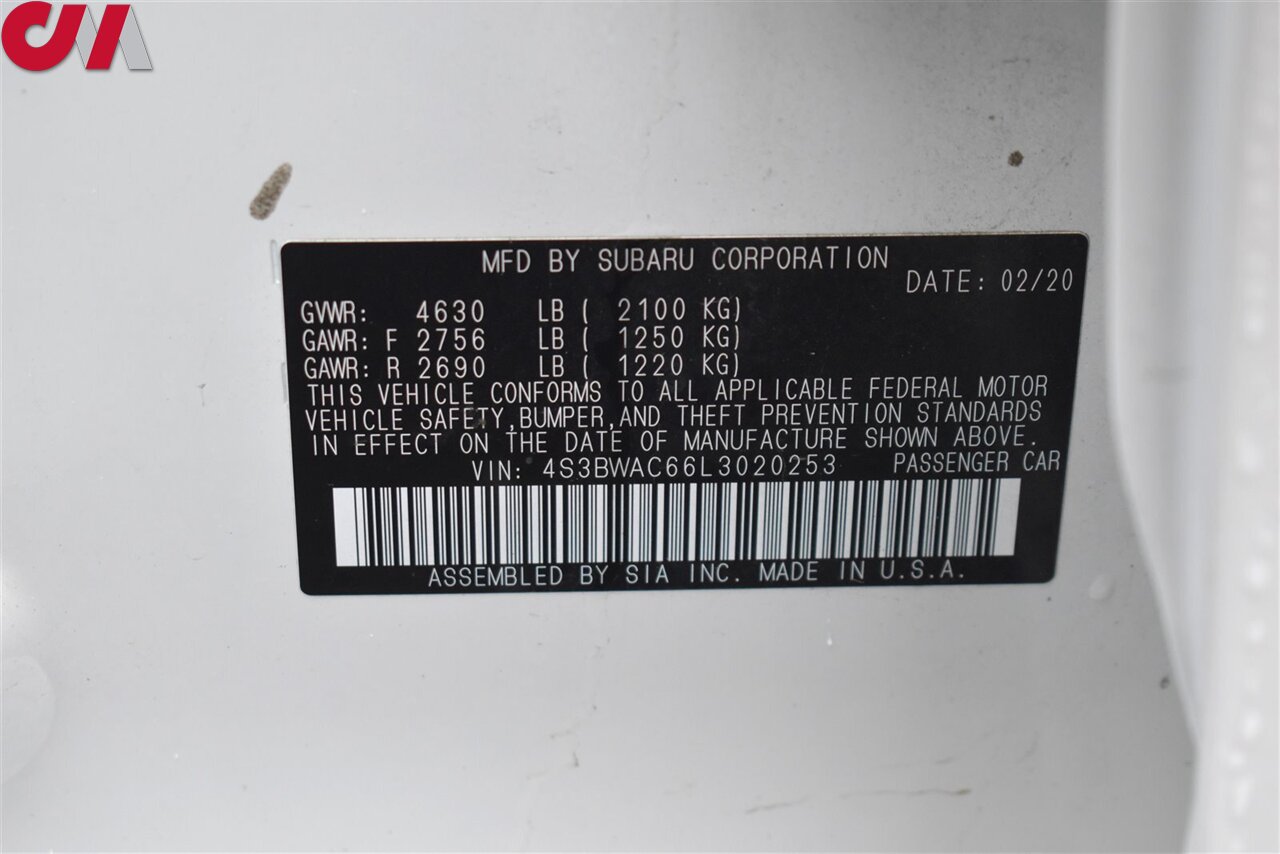 MFD BY SUBARU CORPORATION
DATE: 02/20
GVWR: 4630 LB ( 2100 KG)
GAWR: F 2756 LB ( 1250 KG)
GAWR: R 2690 LB ( 1220 KG)
THIS VEHICLE CONFORMS TO ALL APPLICABLE FEDERAL MOTOR
VEHICLE SAFETY,BUMPER,AND THEFT PREVENTION STANDARDS
IN EFFECT ON THE DATE OF MANUFACTURE SHOWN ABOVE.
VIN: 4S3BWAC66L3020253 PASSENGER CAR
ASSEMBLED BY SIA INC. MADE IN U.S.A.